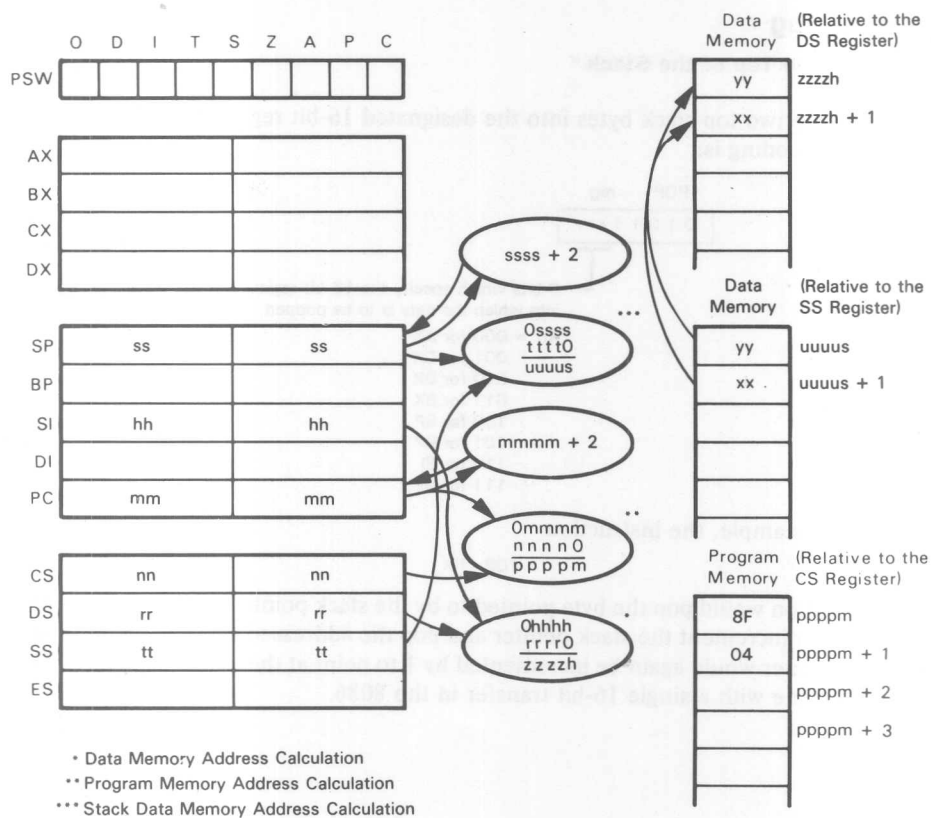 O D I T S Z A P C
PSW
AX
BX
CX
DX
SP ss ss
BP
SI hh hh
DI
PC mm mm
CS nn nn
DS rr rr
SS tt tt
ES
ssss + 2
0ssss
tttt0
uuuus
mmmm + 2
0mmmm
nnnn0
ppppm
0hhhh
rrrr0
zzzzh
Data
Memory
(Relative to the
DS Register)
yy zzzzh
xx zzzzh + 1
Data
Memory
(Relative to the
SS Register)
yy uuuus
xx uuuus + 1
Program
Memory
(Relative to the
CS Register)
8F ppppm
04 ppppm + 1
ppppm + 2
ppppm + 3
• Data Memory Address Calculation
•• Program Memory Address Calculation
••• Stack Data Memory Address Calculation